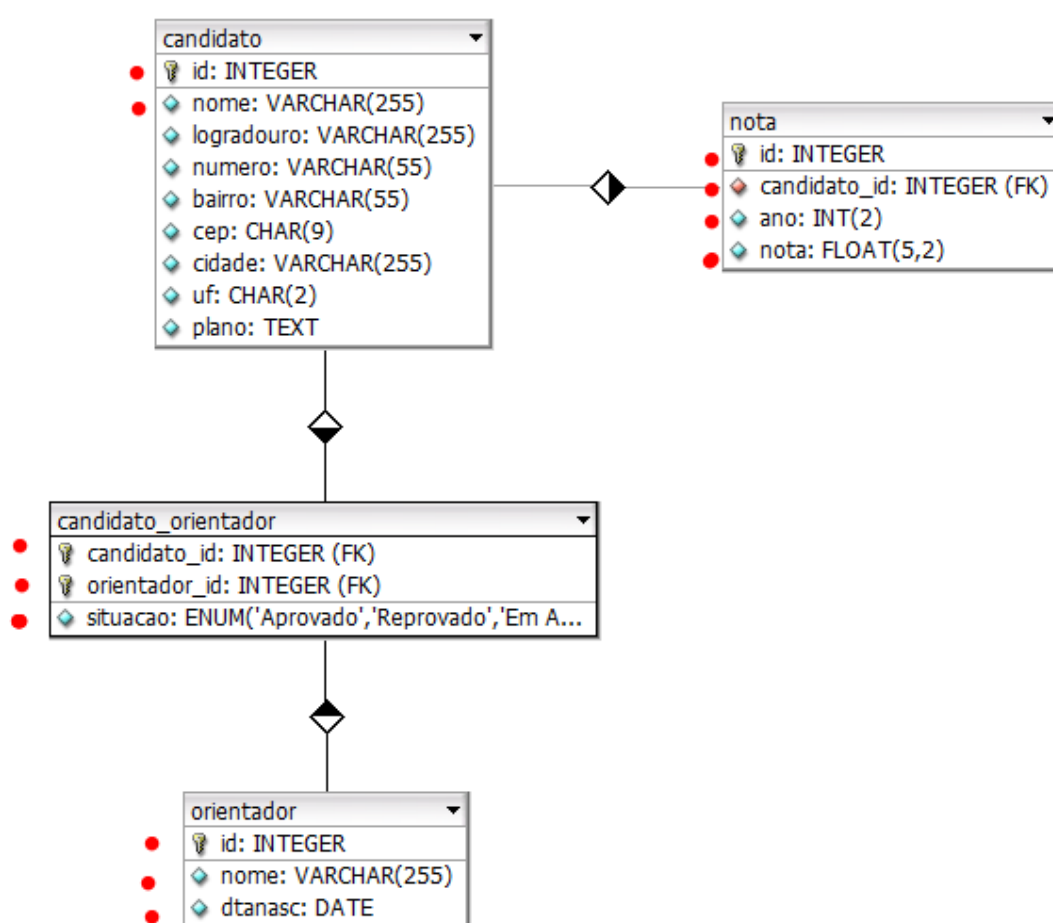 candidato
id: INTEGER
nome: VARCHAR(255)
logradouro: VARCHAR(255)
numero: VARCHAR(55)
bairro: VARCHAR(55)
cep: CHAR(9)
cidade: VARCHAR(255)
uf: CHAR(2)
plano: TEXT
nota
id: INTEGER
candidato_id: INTEGER (FK)
ano: INT(2)
nota: FLOAT(5,2)
candidato_orientador
candidato_id: INTEGER (FK)
orientador_id: INTEGER (FK)
situacao: ENUM('Aprovado','Reprovado','Em A...
orientador
id: INTEGER
nome: VARCHAR(255)
dtanasc: DATE